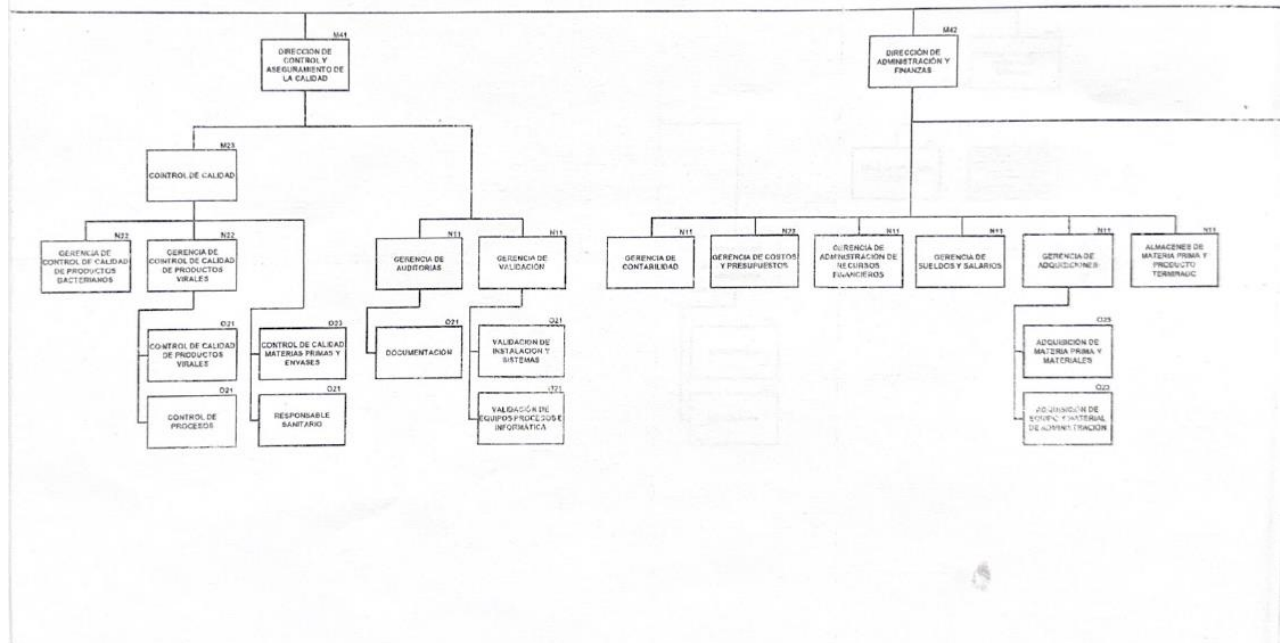 M41
DIRECCIÓN DE
CONTROL Y
ASEGURAMIENTO DE
LA CALIDAD
M42
DIRECCIÓN DE
ADMINISTRACIÓN Y
FINANZAS
M23
CONTROL DE CALIDAD
N22
GERENCIA DE
CONTROL DE CALIDAD
DE PRODUCTOS
BACTERIANOS
N22
GERENCIA DE
CONTROL DE CALIDAD
DE PRODUCTOS
VIRALES
N11
GERENCIA DE
AUDITORIAS
N11
GERENCIA DE
VALIDACIÓN
N11
GERENCIA DE
CONTABILIDAD
N22
GERENCIA DE COSTOS
Y PRESUPUESTOS
N11
GERENCIA DE
ADMINISTRACIÓN DE
RECURSOS
FINANCIEROS
N11
GERENCIA DE
SUELDOS Y SALARIOS
N11
GERENCIA DE
ADQUISICIONES
ALMACENES DE
MATERIA PRIMA Y
PRODUCTO
TERMINADO
O21
CONTROL DE CALIDAD
DE PRODUCTOS
VIRALES
O23
CONTROL DE CALIDAD
MATERIAS PRIMAS Y
ENVASES
O21
DOCUMENTACIÓN
O21
VALIDACIÓN DE
INSTALACIÓN Y
SISTEMAS
ADQUISICIÓN DE
MATERIA PRIMA Y
MATERIALES
O21
CONTROL DE
PROCESOS
O21
RESPONSABLE
SANITARIO
O21
VALIDACIÓN DE
EQUIPOS PROCESOS E
INFORMÁTICA
O23
ADQUISICIÓN DE
EQUIPO Y MATERIAL
DE ADMINISTRACIÓN